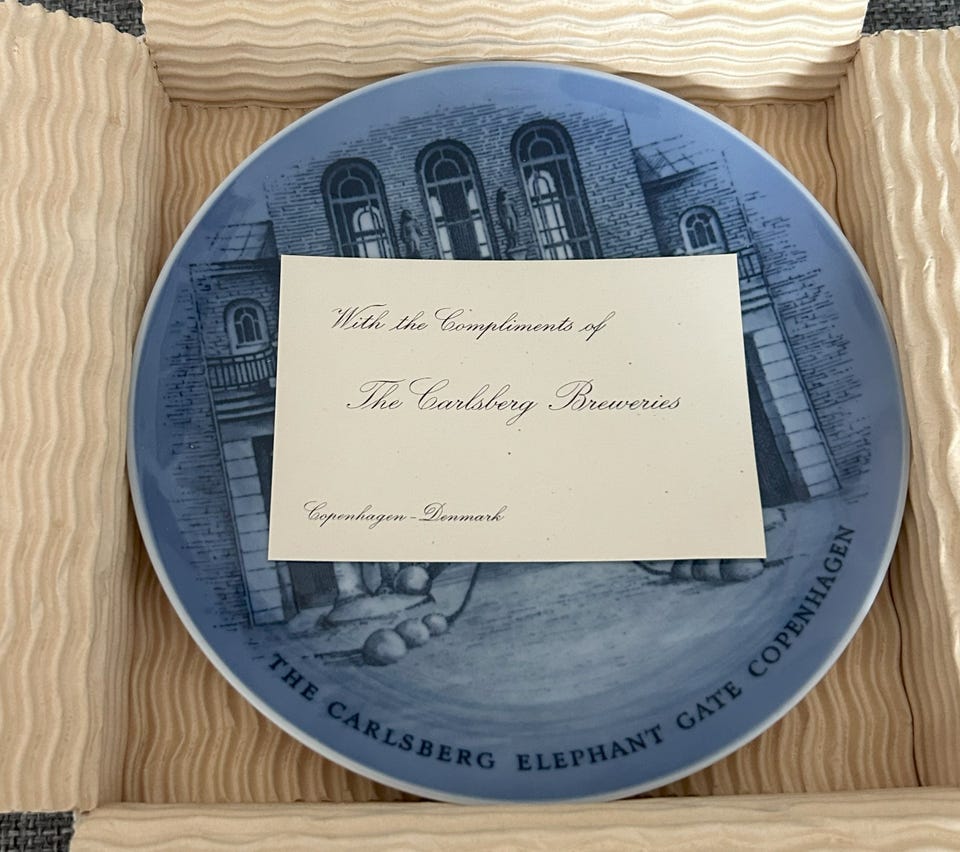 With the Compliments of
The Carlsberg Breweries
Copenhagen - Denmark
THE CARLSBERG ELEPHANT GATE COPENHAGEN